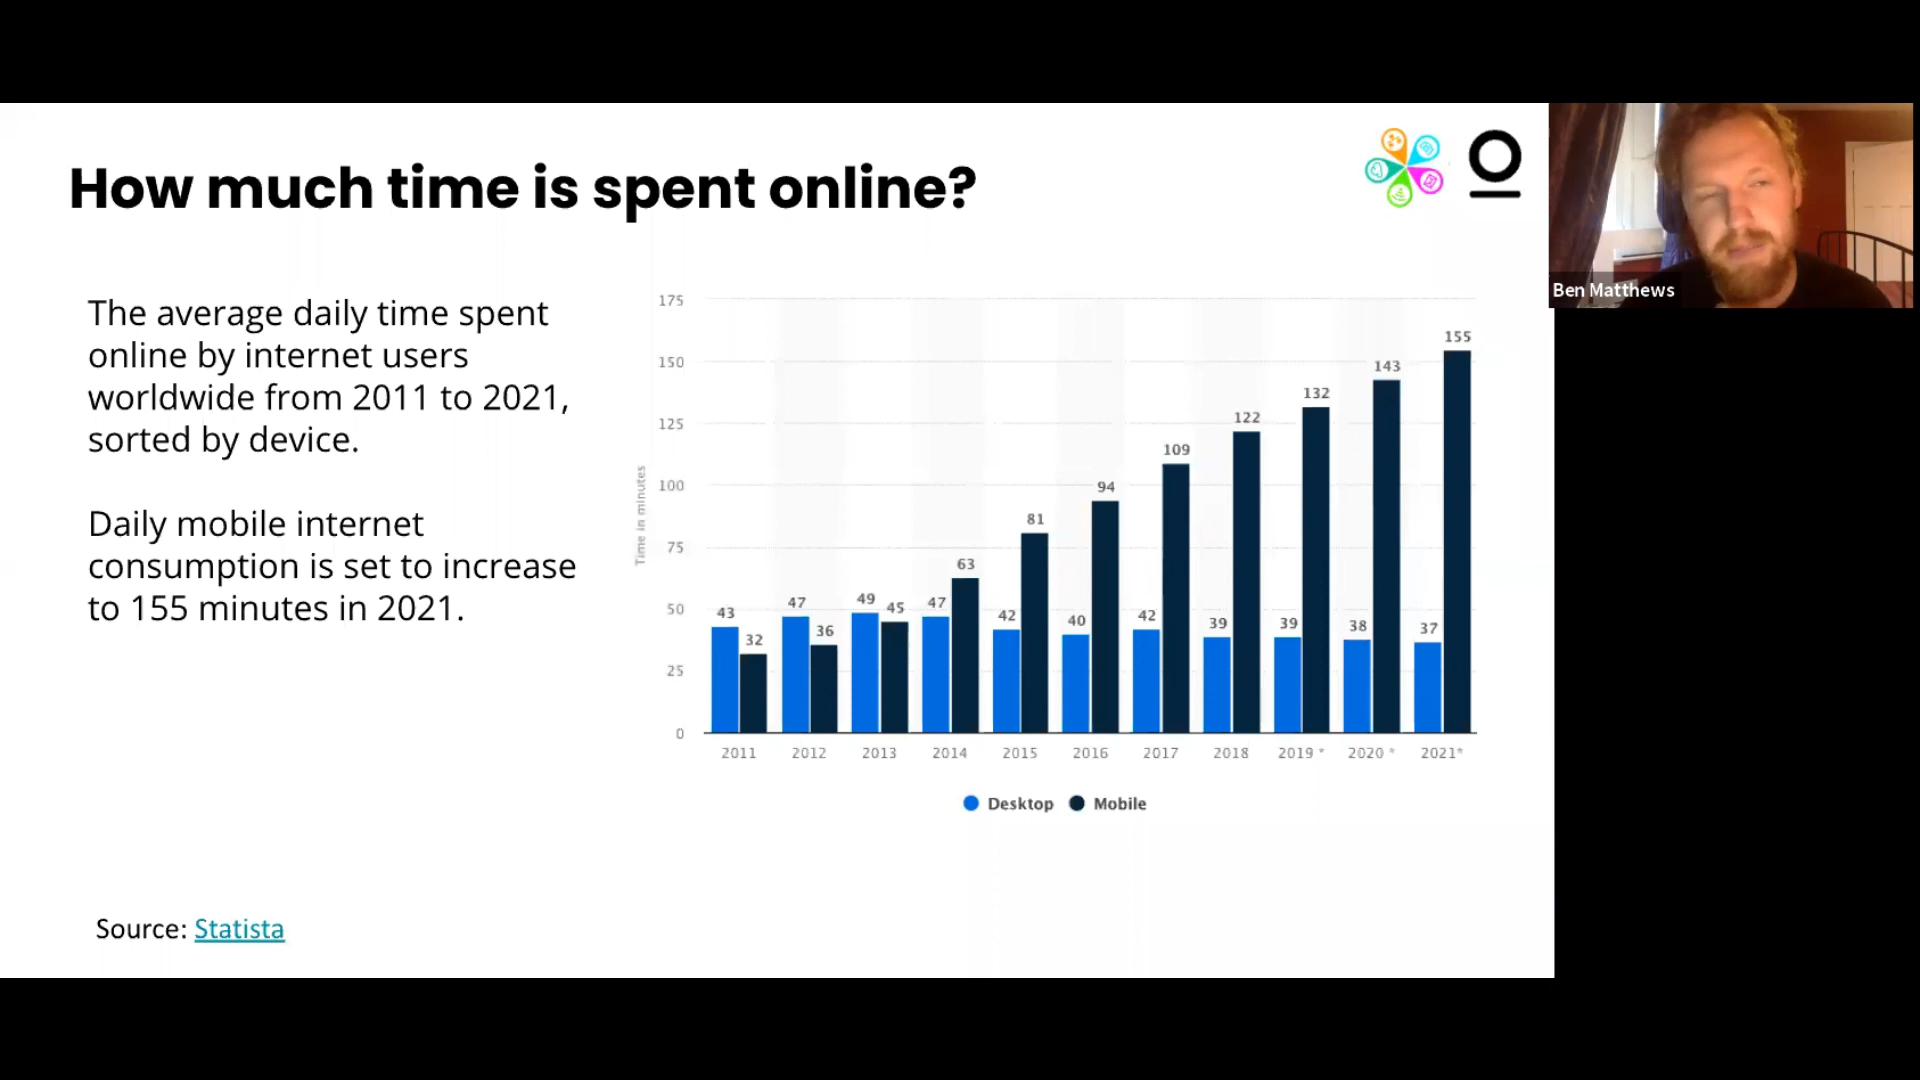 How much time is spent online?
Ben Matthews
The average daily time spent
online by internet users
worldwide from 2011 to 2021,
sorted by device.
Daily mobile internet
consumption is set to increase
to 155 minutes in 2021.
Time in minutes
175
150
125
100
75
50
25
0
43 32
47 36
49 45
47 63
42 81
40 94
42 109
39 122
39 132
38 143
37 155
2011 2012 2013 2014 2015 2016 2017 2018 2019 * 2020 * 2021*
Desktop Mobile
Source: Statista